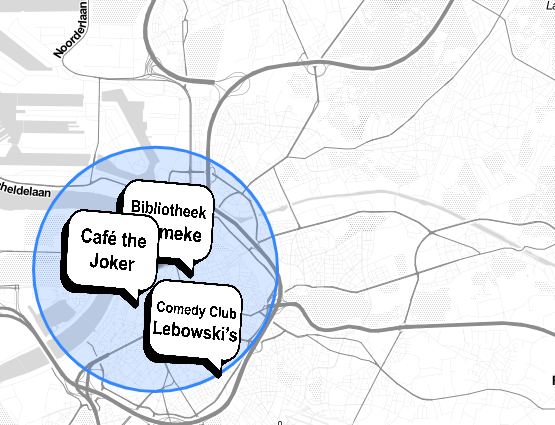 Noorderlaan
heldelaan
Bibliotheek
meke
Café the
Joker
Comedy Club
Lebowski's